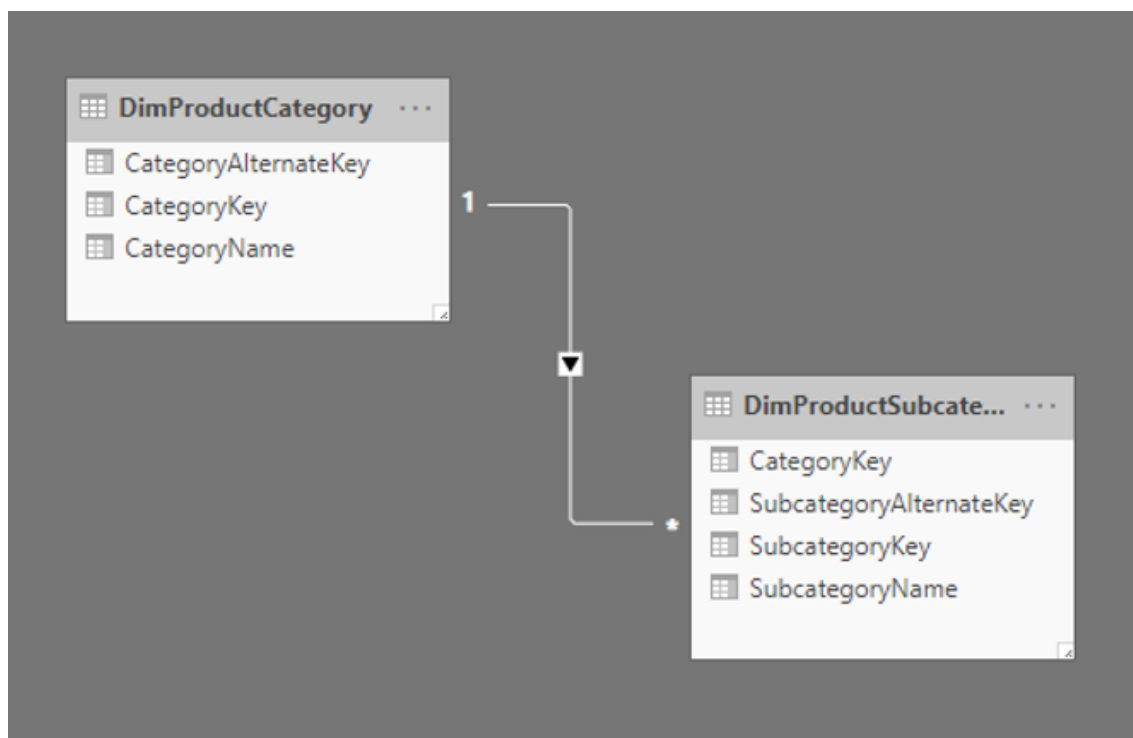 DimProductCategory ...
CategoryAlternateKey
CategoryKey
CategoryName
1
*
DimProductSubcate... ...
CategoryKey
SubcategoryAlternateKey
SubcategoryKey
SubcategoryName